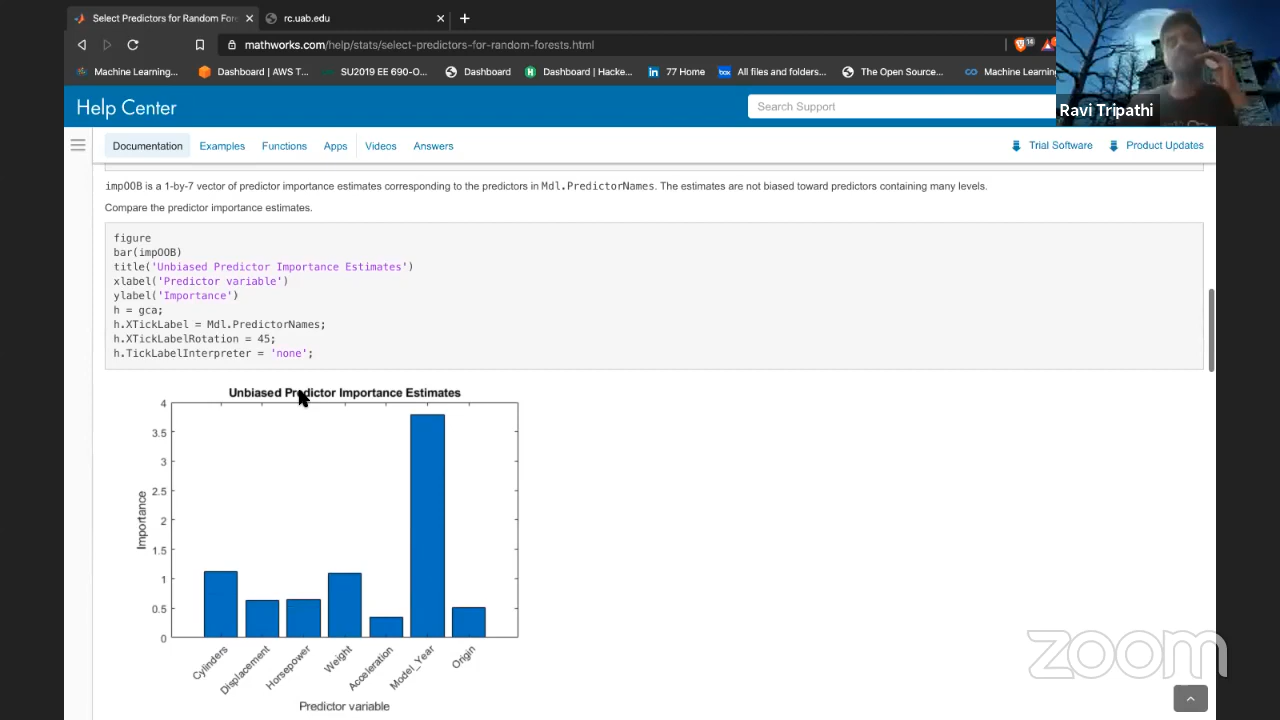 Select Predictors for Random For
rc.uab.edu
mathworks.com/help/stats/select-predictors-for-random-forests.html
14
Machine Learning... Dashboard | AWS T... SU2019 EE 690-O... Dashboard Dashboard | Hacke... 77 Home All files and folders... The Open Source... Machine Learning
Ravi Tripathi
Help Center
Search Support
Documentation Examples Functions Apps Videos Answers Trial Software Product Updates
impOOB is a 1-by-7 vector of predictor importance estimates corresponding to the predictors in Mdl.PredictorNames. The estimates are not biased toward predictors containing many levels.
Compare the predictor importance estimates.
figure
bar(impOOB)
title('Unbiased Predictor Importance Estimates')
xlabel('Predictor variable')
ylabel('Importance')
h = gca;
h.XTickLabel = Mdl.PredictorNames;
h.XTickLabelRotation = 45;
h.TickLabelInterpreter = 'none';
Unbiased Predictor Importance Estimates
4
3.5
3
2.5
2
1.5
1
0.5
0
Importance
Cylinders Displacement Horsepower Weight Acceleration Model_Year Origin
Predictor variable
zoom